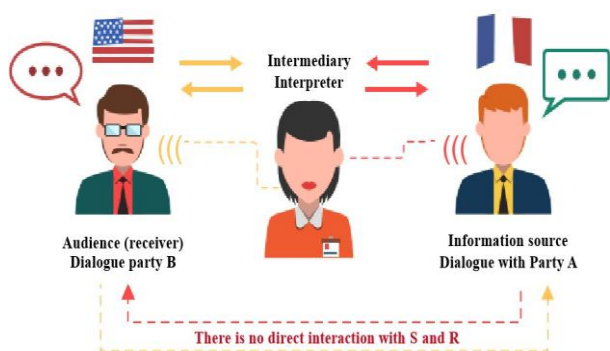 Intermediary
Interpreter
Audience (receiver)
Dialogue party B
Information source
Dialogue with Party A
There is no direct interaction with S and R